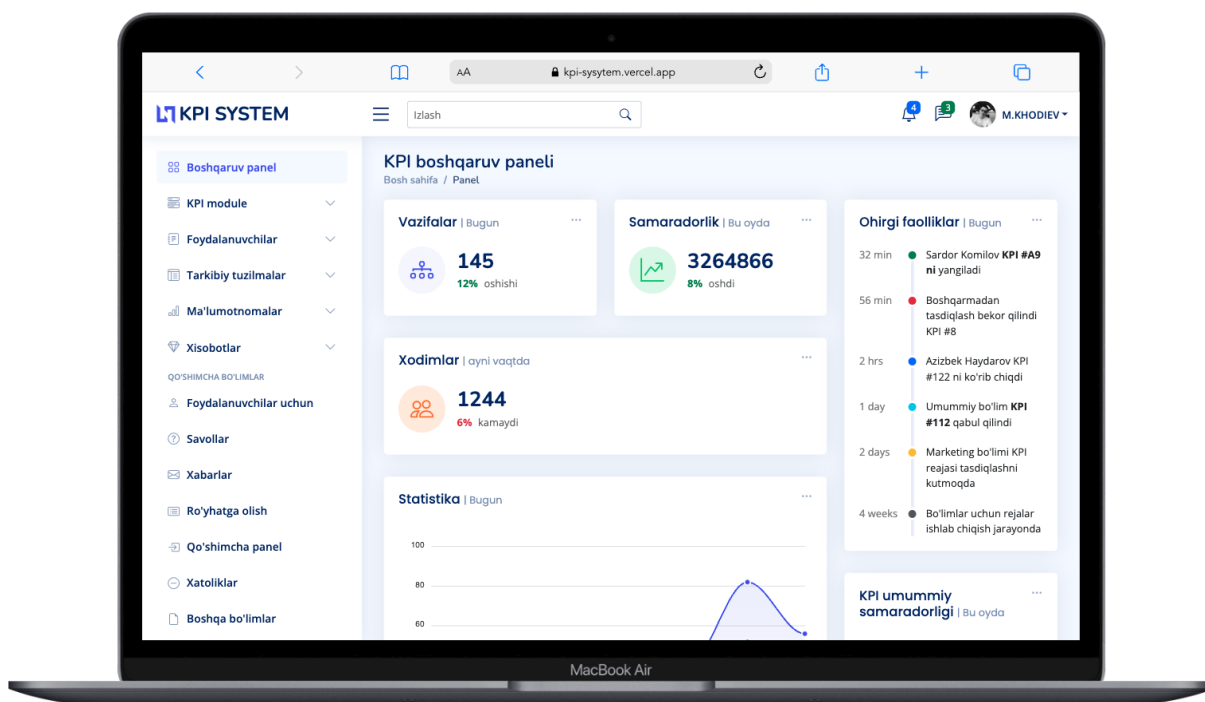 AA
kpi-sysytem.vercel.app
KPI SYSTEM
Izlash
4
3
M.KHODIEV
Boshqaruv panel
KPI module
Foydalanuvchilar
Tarkibiy tuzilmalar
Ma'lumotnomalar
Xisobotlar
QO'SHIMCHA BO'LIMLAR
Foydalanuvchilar uchun
Savollar
Xabarlar
Ro'yhatga olish
Qo'shimcha panel
Xatoliklar
Boshqa bo'limlar
KPI boshqaruv paneli
Bosh sahifa / Panel
Vazifalar | Bugun
145
12% oshishi
Samaradorlik | Bu oyda
3264866
8% oshdi
Xodimlar | ayni vaqtda
1244
6% kamaydi
Statistika | Bugun
100
80
60
Ohirgi faolliklar | Bugun
32 min Sardor Komilov KPI #A9
ni yangiladi
56 min Boshqarmadan
tasdiqlash bekor qilindi
KPI #8
2 hrs Azizbek Haydarov KPI
#122 ni ko'rib chiqdi
1 day Umummiy bo'lim KPI
#112 qabul qilindi
2 days Marketing bo'limi KPI
reajasi tasdiqlashni
kutmoqda
4 weeks Bo'limlar uchun rejalar
ishlab chiqish jarayonda
KPI umummiy
samaradorligi | Bu oyda
MacBook Air